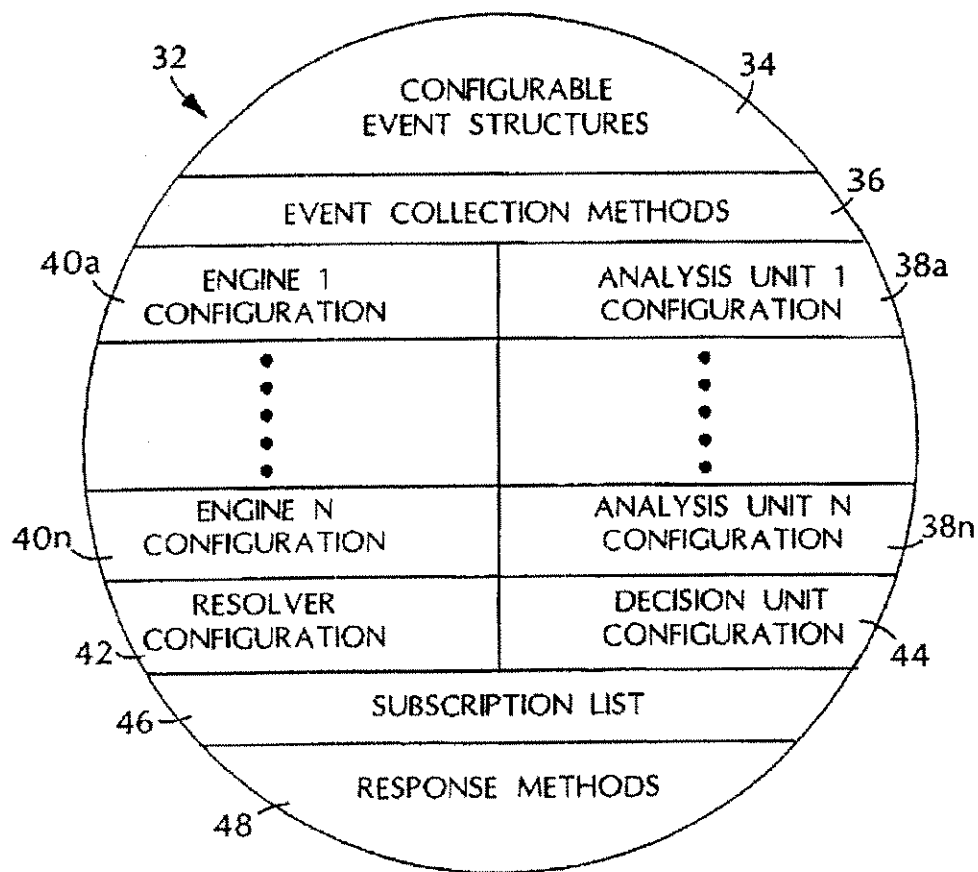 32
34
CONFIGURABLE
EVENT STRUCTURES
36
EVENT COLLECTION METHODS
40a
ENGINE 1
CONFIGURATION
ANALYSIS UNIT 1
CONFIGURATION
38a
40n
ENGINE N
CONFIGURATION
ANALYSIS UNIT N
CONFIGURATION
38n
42
RESOLVER
CONFIGURATION
DECISION UNIT
CONFIGURATION
44
46
SUBSCRIPTION LIST
48
RESPONSE METHODS